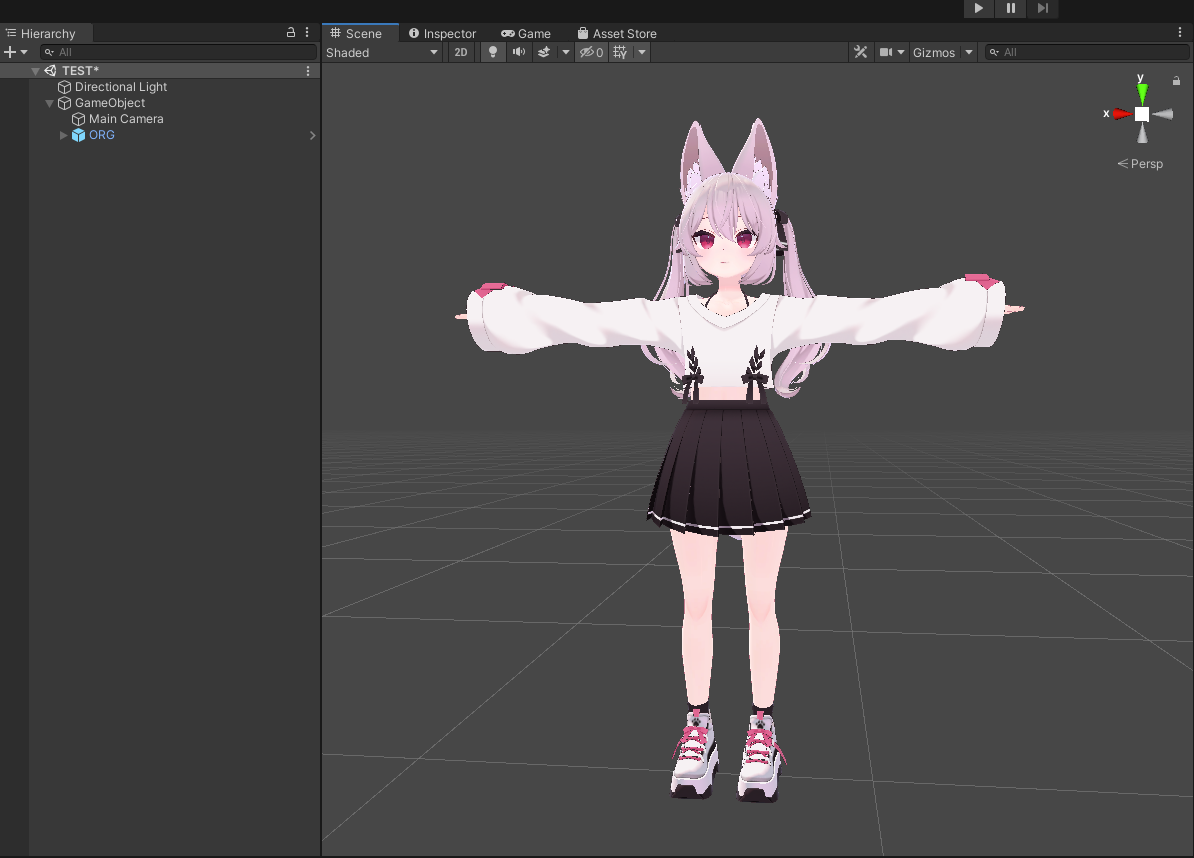 Hierarchy
Scene
Inspector
Game
Asset Store
All
Shaded
2D
0
Gizmos
All
TEST*
Directional Light
GameObject
Main Camera
ORG
y
x
Persp